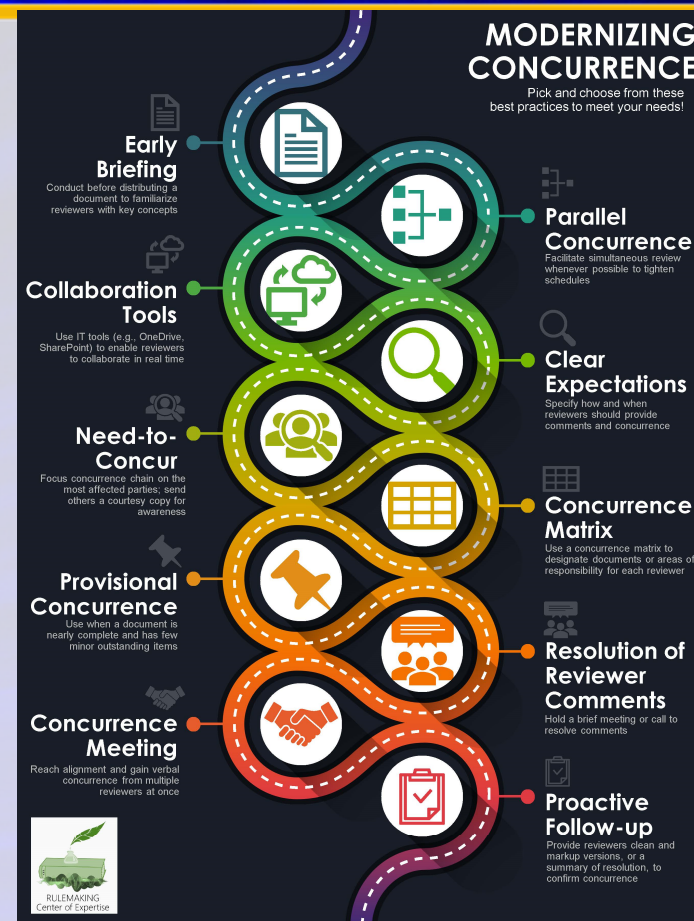 MODERNIZING
CONCURRENCE
Pick and choose from these
best practices to meet your needs!
Early
Briefing
Conduct before distributing a
document to familiarize
reviewers with key concepts
Parallel
Concurrence
Facilitate simultaneous review
whenever possible to tighten
schedules
Collaboration
Tools
Use IT tools (e.g., OneDrive,
SharePoint) to enable reviewers
to collaborate in real time
Clear
Expectations
Specify how and when
reviewers should provide
comments and concurrence
Need-to-
Concur
Focus concurrence chain on the
most affected parties; send
others a courtesy copy for
awareness
Concurrence
Matrix
Use a concurrence matrix to
designate documents or areas of
responsibility for each reviewer
Provisional
Concurrence
Use when a document is
nearly complete and has few
minor outstanding items
Resolution of
Reviewer
Comments
Hold a brief meeting or call to
resolve comments
Concurrence
Meeting
Reach alignment and gain verbal
concurrence from multiple
reviewers at once
Proactive
Follow-up
Provide reviewers clean and
markup versions, or a
summary of resolution, to
confirm concurrence
RULEMAKING
Center of Expertise